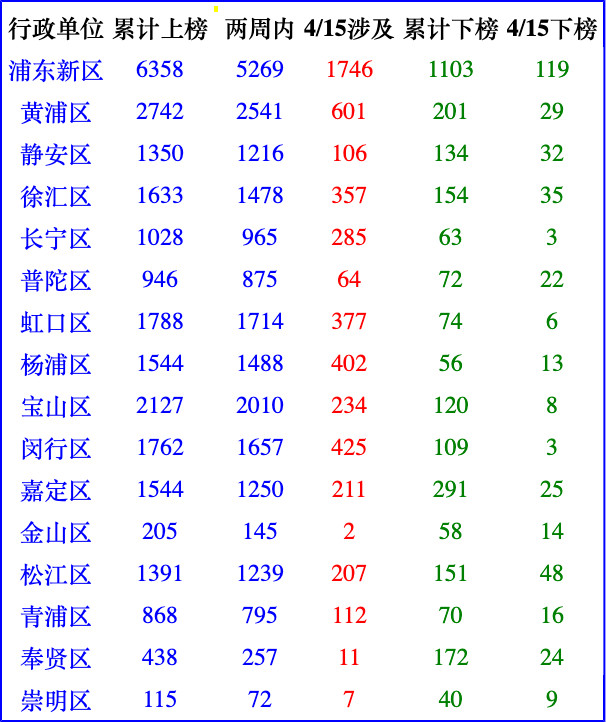 行政单位 累计上榜 两周内 4/15涉及 累计下榜 4/15下榜
浦东新区 6358 5269 1746 1103 119
黄浦区 2742 2541 601 201 29
静安区 1350 1216 106 134 32
徐汇区 1633 1478 357 154 35
长宁区 1028 965 285 63 3
普陀区 946 875 64 72 22
虹口区 1788 1714 377 74 6
杨浦区 1544 1488 402 56 13
宝山区 2127 2010 234 120 8
闵行区 1762 1657 425 109 3
嘉定区 1544 1250 211 291 25
金山区 205 145 2 58 14
松江区 1391 1239 207 151 48
青浦区 868 795 112 70 16
奉贤区 438 257 11 172 24
崇明区 115 72 7 40 9